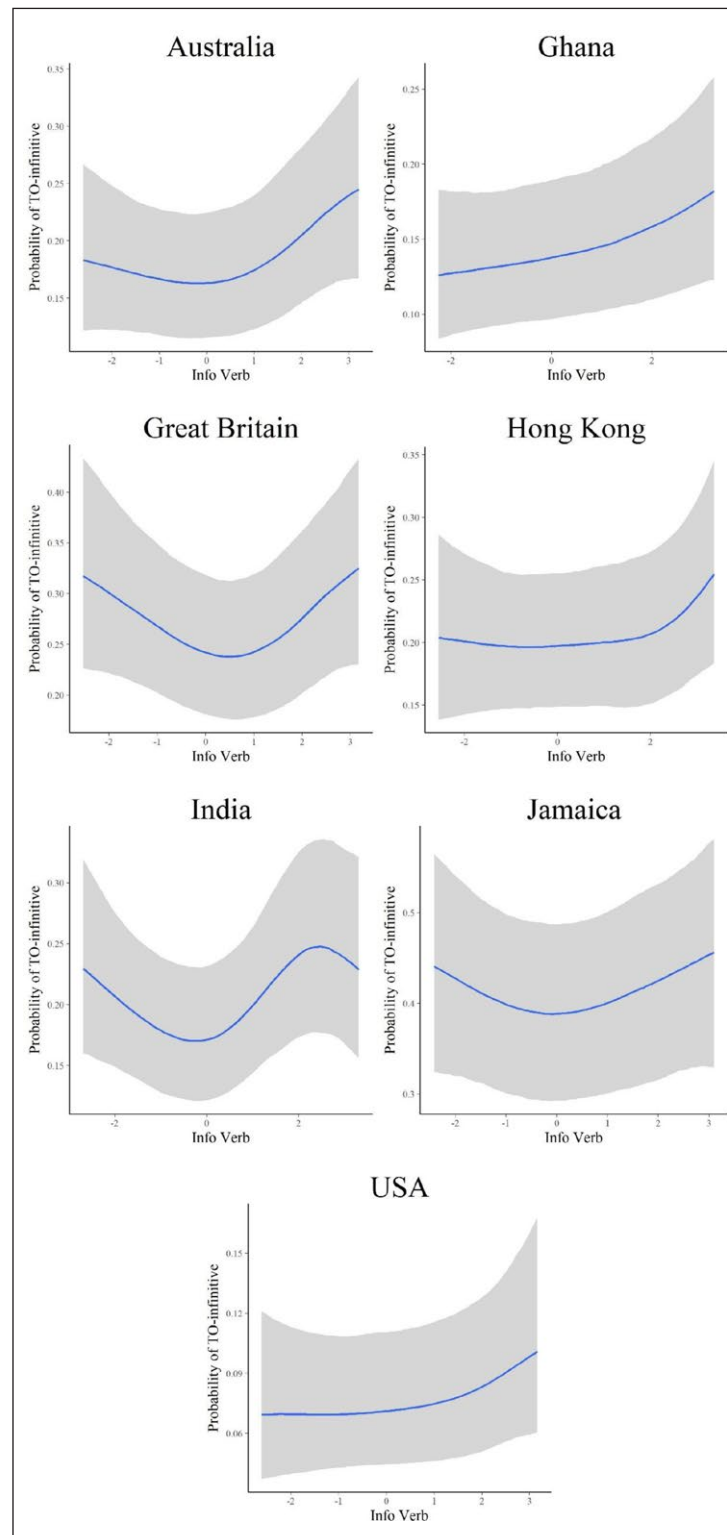 Australia
Probability of TO-infinitive
0.35
0.30
0.25
0.20
0.15
-2 -1 0 1 2 3
Info Verb
Ghana
Probability of TO-infinitive
0.25
0.20
0.15
0.10
-2 0 2
Info Verb
Great Britain
Probability of TO-infinitive
0.40
0.35
0.30
0.25
0.20
-2 -1 0 1 2 3
Info Verb
Hong Kong
Probability of TO-infinitive
0.35
0.30
0.25
0.20
0.15
-2 0 2
Info Verb
India
Probability of TO-infinitive
0.30
0.25
0.20
0.15
-2 0 2
Info Verb
Jamaica
Probability of TO-infinitive
0.5
0.4
0.3
-2 -1 0 1 2 3
Info Verb
USA
Probability of TO-infinitive
0.15
0.12
0.09
0.06
-2 -1 0 1 2 3
Info Verb